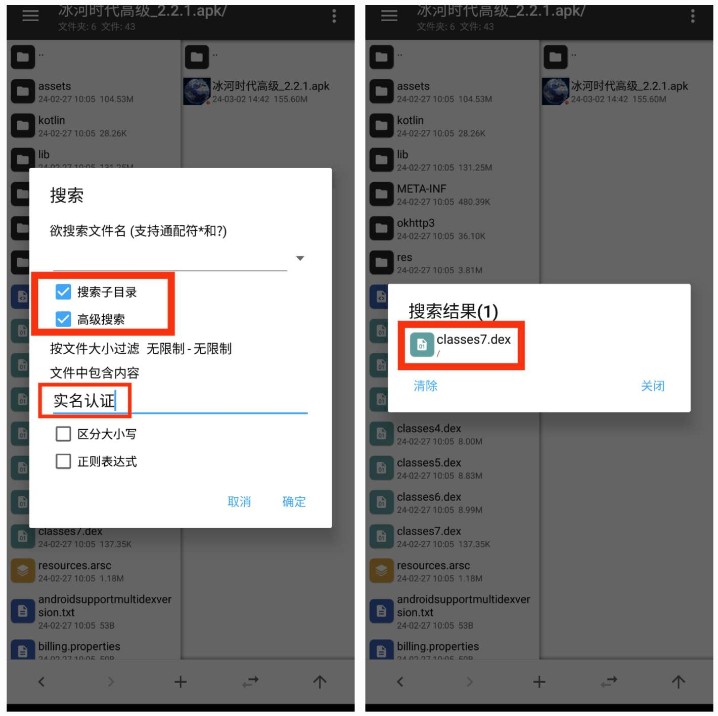 冰河时代高级_2.2.1.apk/
文件夹: 6 文件: 43
..
assets
24-02-27 10:05 104.53M
kotlin
24-02-27 10:05 28.26K
lib
24-02-27 10:05 131.25M
..
冰河时代高级_2.2.1.apk
24-03-02 14:42 155.60M
搜索
欲搜索文件名 (支持通配符*和?)
搜索子目录
高级搜索
按文件大小过滤 无限制 - 无限制
文件中包含内容
实名认证
区分大小写
正则表达式
取消 确定
classes7.dex
24-02-27 10:05 137.35K
resources.arsc
24-02-27 10:05 1.18M
androidsupportmultidexver
sion.txt
24-02-27 10:05 53B
billing.properties
冰河时代高级_2.2.1.apk/
文件夹: 6 文件: 43
..
assets
24-02-27 10:05 104.53M
kotlin
24-02-27 10:05 28.26K
lib
24-02-27 10:05 131.25M
META-INF
24-02-27 10:05 480.39K
okhttp3
24-02-27 10:05 36.10K
res
24-02-27 10:05 3.81M
..
冰河时代高级_2.2.1.apk
24-03-02 14:42 155.60M
搜索结果(1)
classes7.dex
/
清除 关闭
classes4.dex
24-02-27 10:05 8.00M
classes5.dex
24-02-27 10:05 8.83M
classes6.dex
24-02-27 10:05 8.99M
classes7.dex
24-02-27 10:05 137.35K
resources.arsc
24-02-27 10:05 1.18M
androidsupportmultidexver
sion.txt
24-02-27 10:05 53B
billing.properties